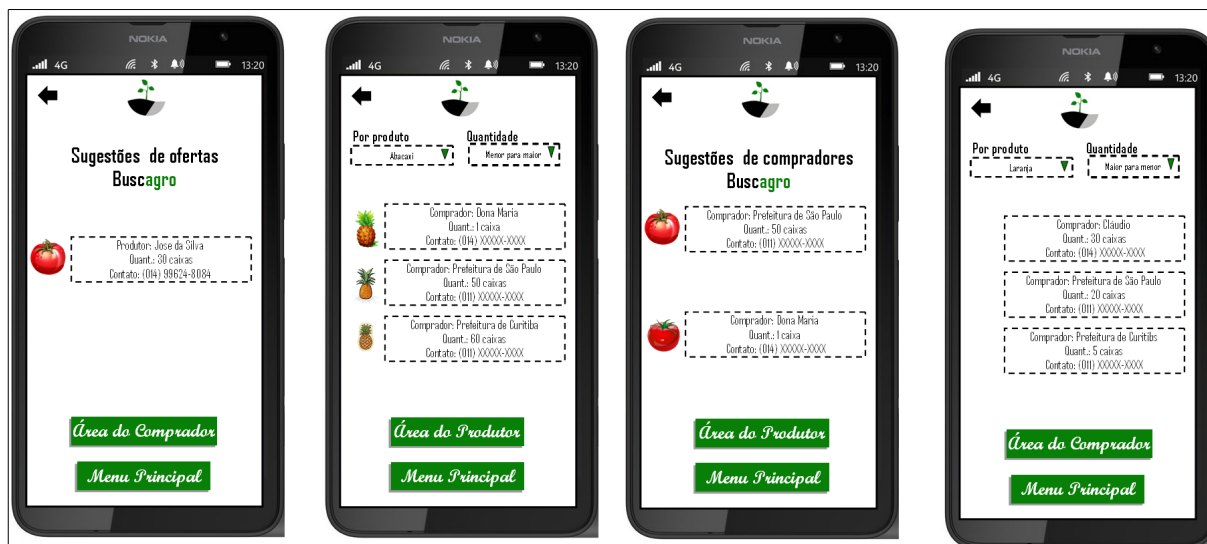 NOKIA
4G 13:20
Sugestões de ofertas
Buscagro
Produtor: Jose da Silva
Quant.: 30 caixas
Contato: (014) 99624-8084
Área do Comprador
Menu Principal
NOKIA
4G 13:20
Por produto Quantidade
Abacaxi Menor para maior
Comprador: Dona Maria
Quant.: 1 caixa
Contato: (014) XXXXX-XXXX
Comprador: Prefeitura de São Paulo
Quant.: 50 caixas
Contato: (011) XXXXX-XXXX
Comprador: Prefeitura de Curitiba
Quant.: 60 caixas
Contato: (011) XXXXX-XXXX
Área do Produtor
Menu Principal
NOKIA
4G 13:20
Sugestões de compradores
Buscagro
Comprador: Prefeitura de São Paulo
Quant.: 50 caixas
Contato: (011) XXXXX-XXXX
Comprador: Dona Maria
Quant.: 1 caixa
Contato: (014) XXXXX-XXXX
Área do Produtor
Menu Principal
NOKIA
4G 13:20
Por produto Quantidade
Laranja Maior para menor
Comprador: Cláudio
Quant.: 30 caixas
Contato: (014) XXXXX-XXXX
Comprador: Prefeitura de São Paulo
Quant.: 20 caixas
Contato: (011) XXXXX-XXXX
Comprador: Prefeitura de Curitibs
Quant.: 5 caixas
Contato: (011) XXXXX-XXXX
Área do Comprador
Menu Principal